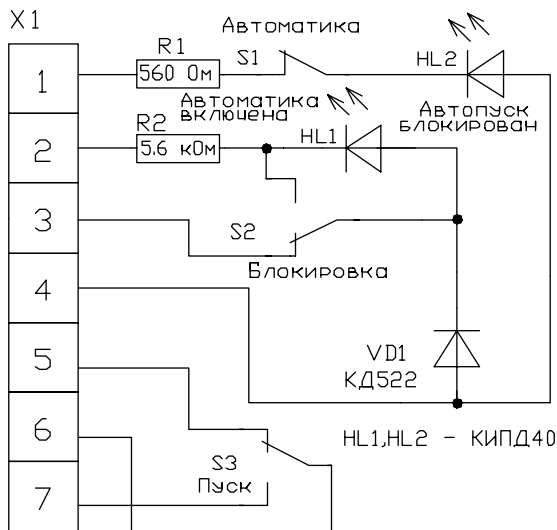 X1
Автоматика
R1
S1
HL2
1
560 Ом
Автоматика
включена
Автопуск
блокирован
R2
HL1
2
5.6 кОм
3
S2
Блокировка
4
VD1
КД522
5
HL1,HL2 - КИПД40
6
S3
Пуск
7